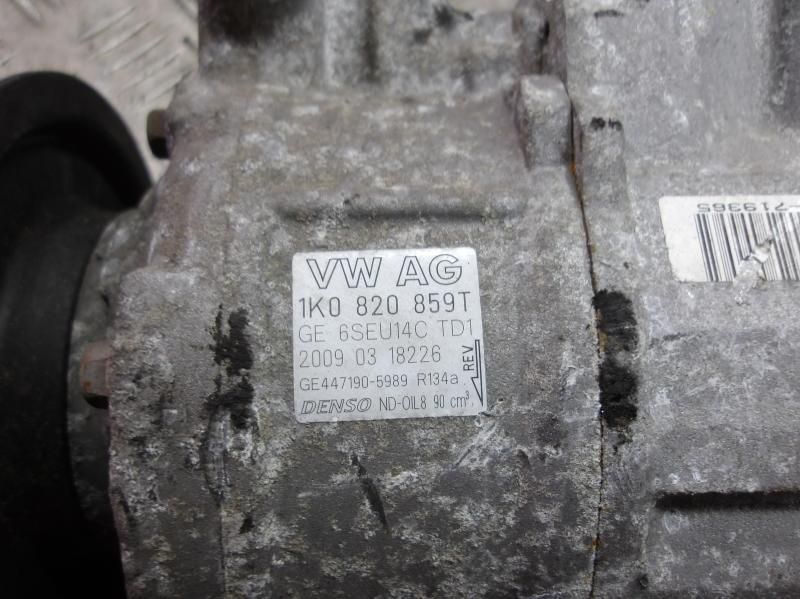 VW AG
1K0 820 859T
GE 6SEU14C TD1
2009 03 18226
GE447190-5989 R134a
DENSO ND-OIL8 90 cm³
REV
-719365